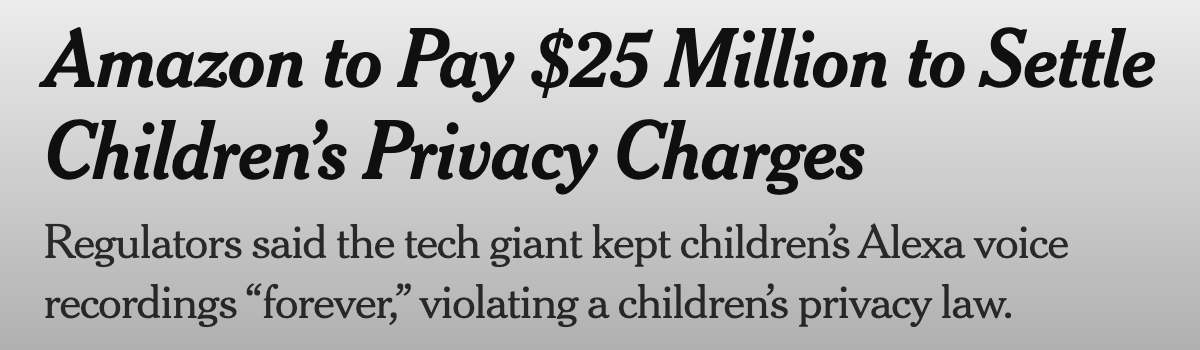 Amazon to Pay $25 Million to Settle
Children’s Privacy Charges
Regulators said the tech giant kept children’s Alexa voice
recordings “forever,” violating a children’s privacy law.